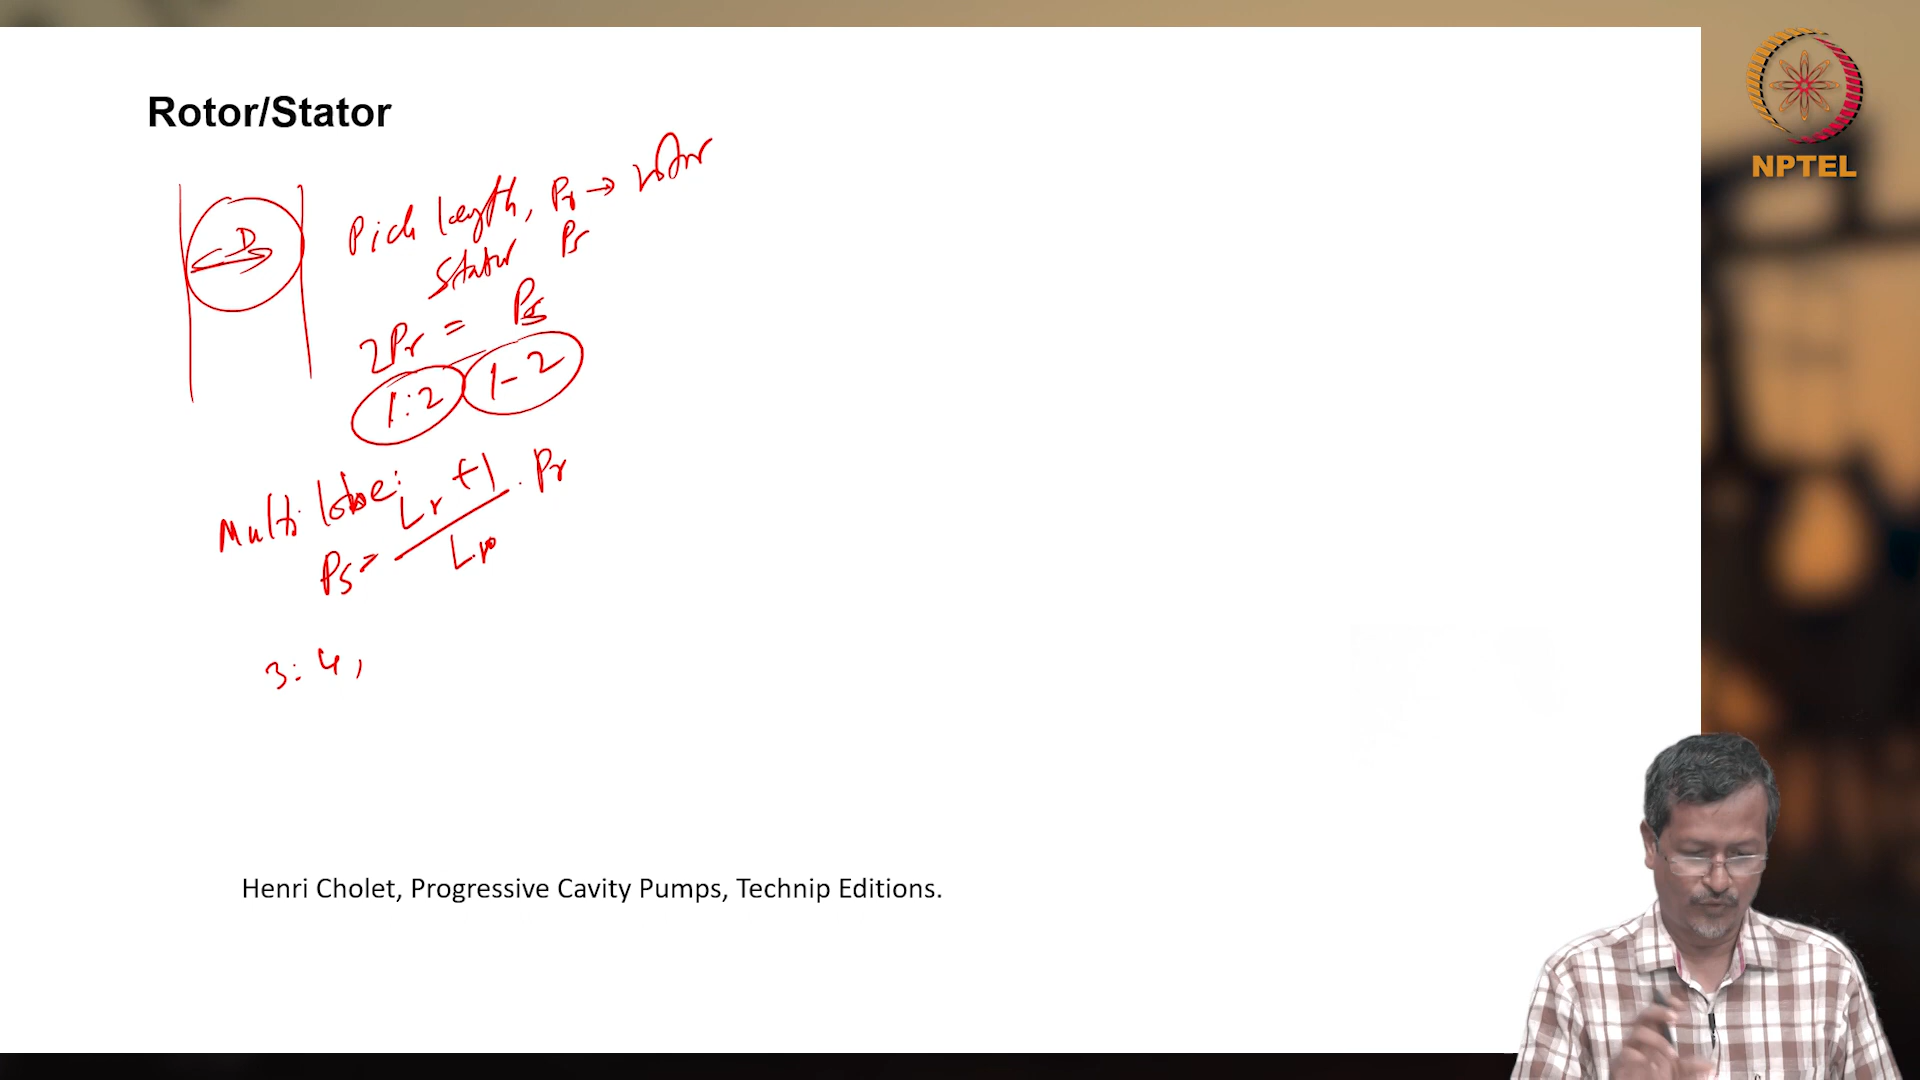 Rotor/Stator
D
Pich length, Pr → rotor
Stator Ps
2Pr = Ps
1:2 1-2
Multi lobe:
Ps = Lr + 1 / Lr . Pr
3:4,
Henri Cholet, Progressive Cavity Pumps, Technip Editions.
NPTEL